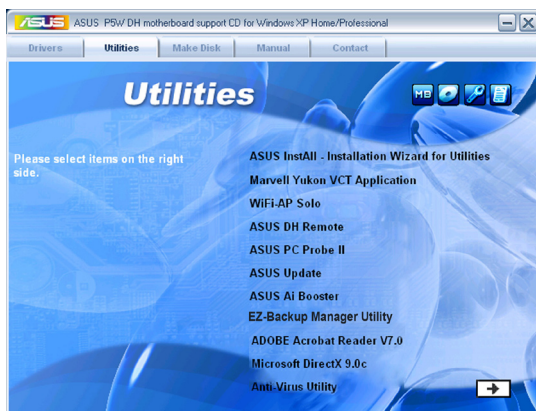 ASUS ASUS P5W DH motherboard support CD for Windows XP Home/Professional
Drivers Utilities Make Disk Manual Contact
Utilities
MB
Please select items on the right
side.
ASUS InstAll - Installation Wizard for Utilities
Marvell Yukon VCT Application
WiFi-AP Solo
ASUS DH Remote
ASUS PC Probe II
ASUS Update
ASUS Ai Booster
EZ-Backup Manager Utility
ADOBE Acrobat Reader V7.0
Microsoft DirectX 9.0c
Anti-Virus Utility